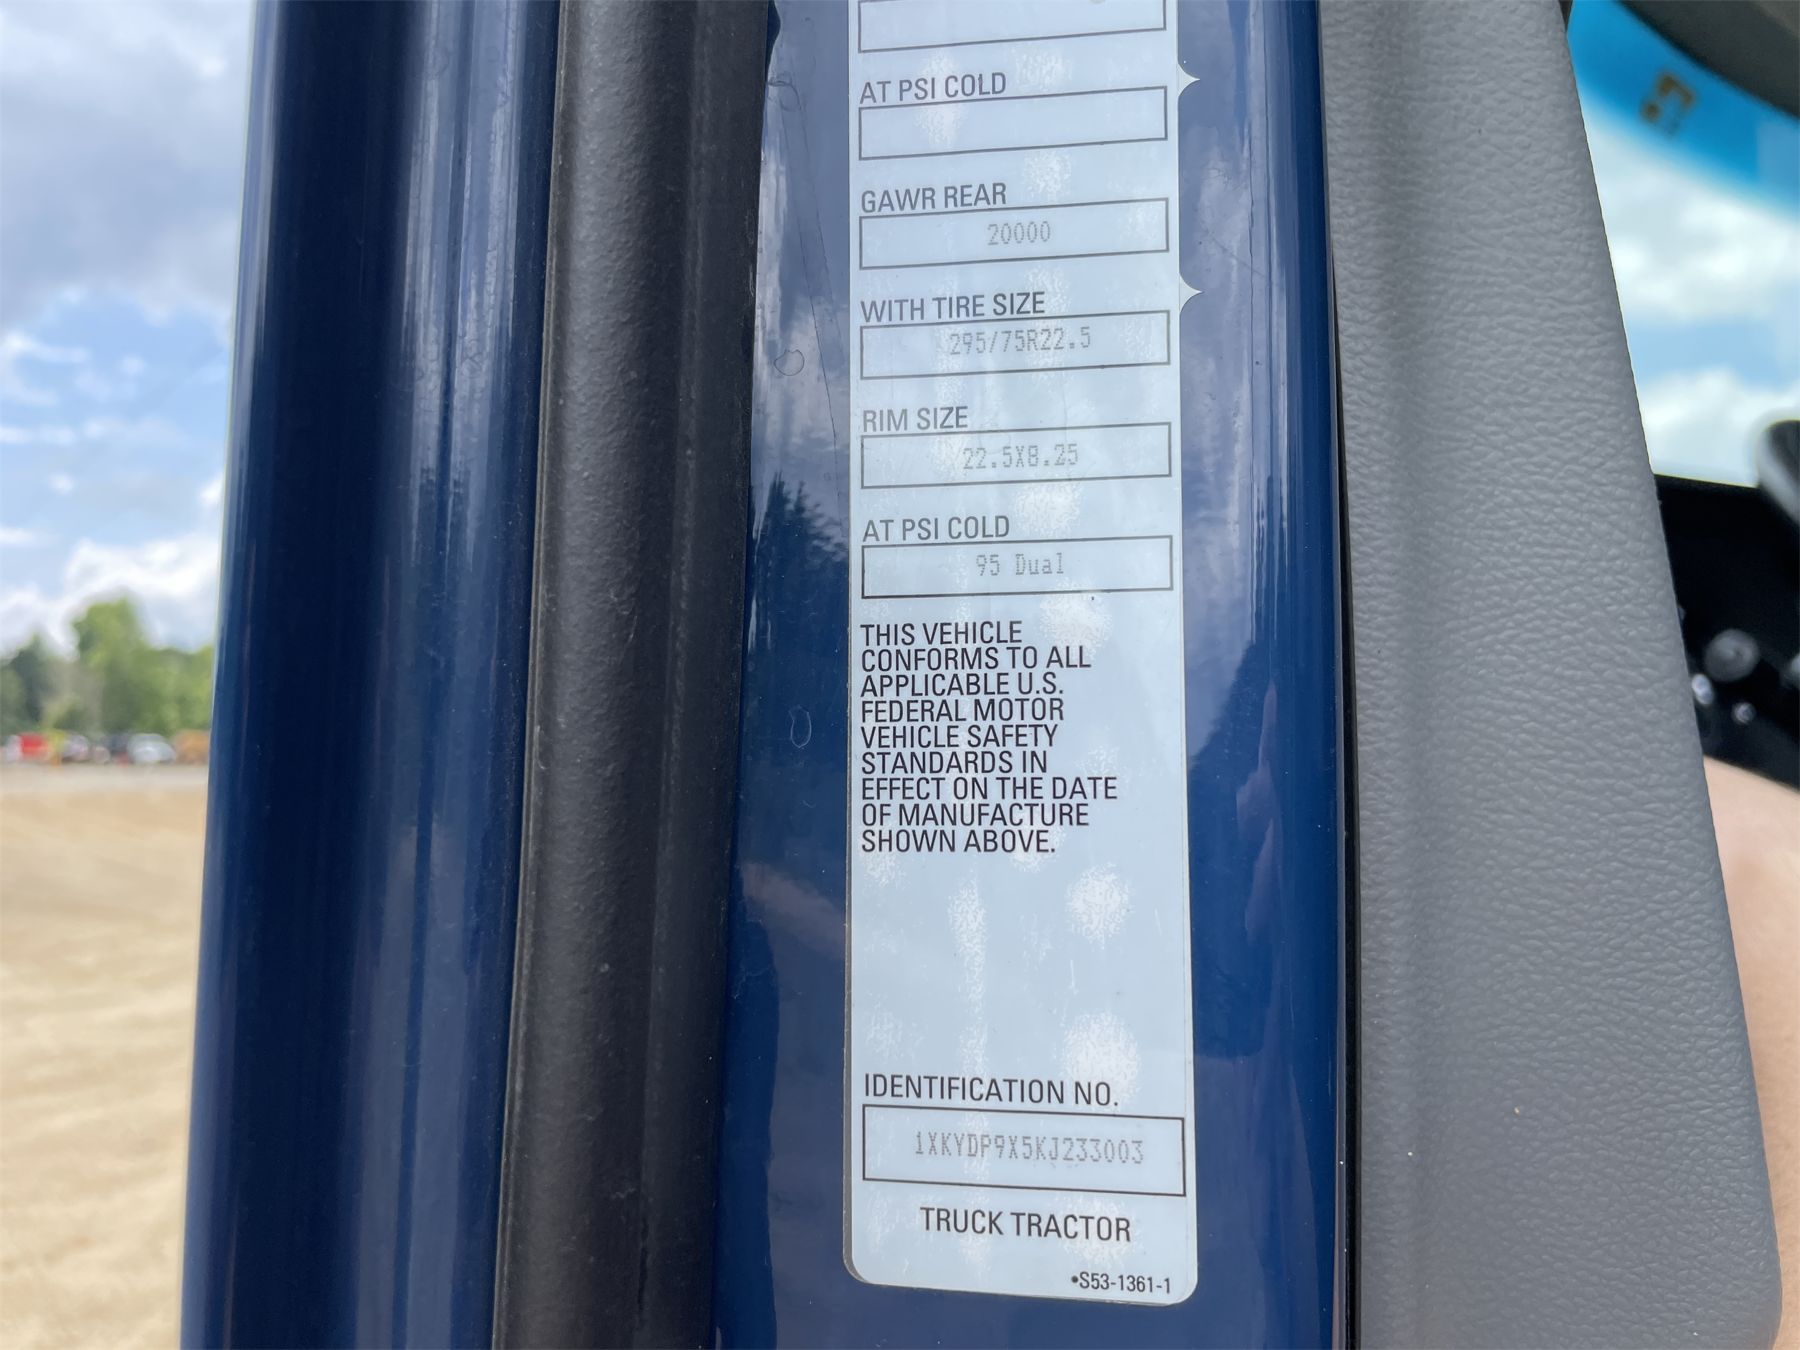 AT PSI COLD
GAWR REAR
20000
WITH TIRE SIZE
295/75R22.5
RIM SIZE
22.5X8.25
AT PSI COLD
95 Dual
THIS VEHICLE
CONFORMS TO ALL
APPLICABLE U.S.
FEDERAL MOTOR
VEHICLE SAFETY
STANDARDS IN
EFFECT ON THE DATE
OF MANUFACTURE
SHOWN ABOVE.
IDENTIFICATION NO.
1XKYDP9X5KJ233003
TRUCK TRACTOR
•S53-1361-1